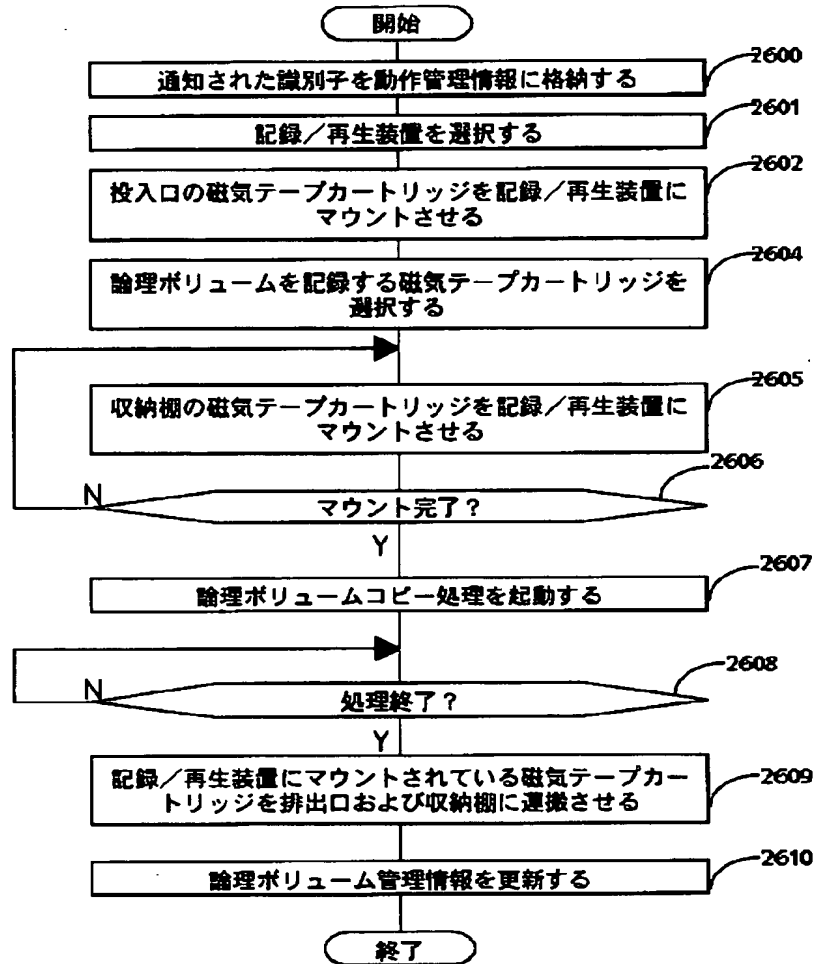 開始
2600
通知された識別子を動作管理情報に格納する
2601
記録／再生装置を選択する
2602
投入口の磁気テープカートリッジを記録／再生装置に
マウントさせる
2604
論理ボリュームを記録する磁気テープカートリッジを
選択する
2605
収納棚の磁気テープカートリッジを記録／再生装置に
マウントさせる
2606
N
マウント完了？
Y
2607
論理ボリュームコピー処理を起動する
2608
N
処理終了？
Y
2609
記録／再生装置にマウントされている磁気テープカー
トリッジを排出口および収納棚に運搬させる
2610
論理ボリューム管理情報を更新する
終了